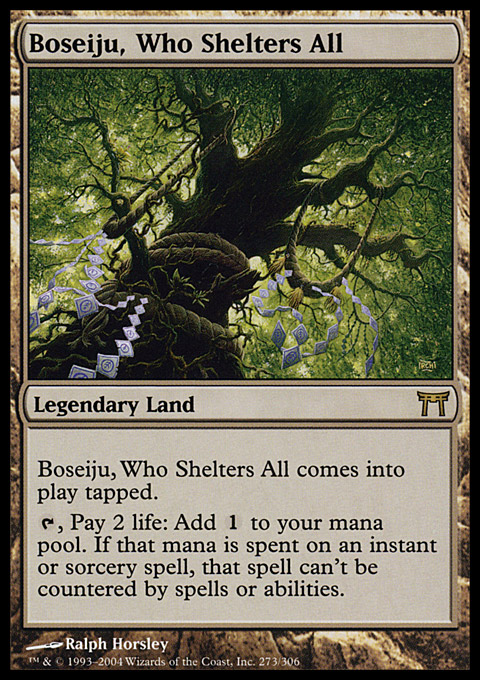 Boseiju, Who Shelters All
Legendary Land
Boseiju, Who Shelters All comes into
play tapped.
, Pay 2 life: Add 1 to your mana
pool. If that mana is spent on an instant
or sorcery spell, that spell can't be
countered by spells or abilities.
Ralph Horsley
™ & © 1993–2004 Wizards of the Coast, Inc. 273/306